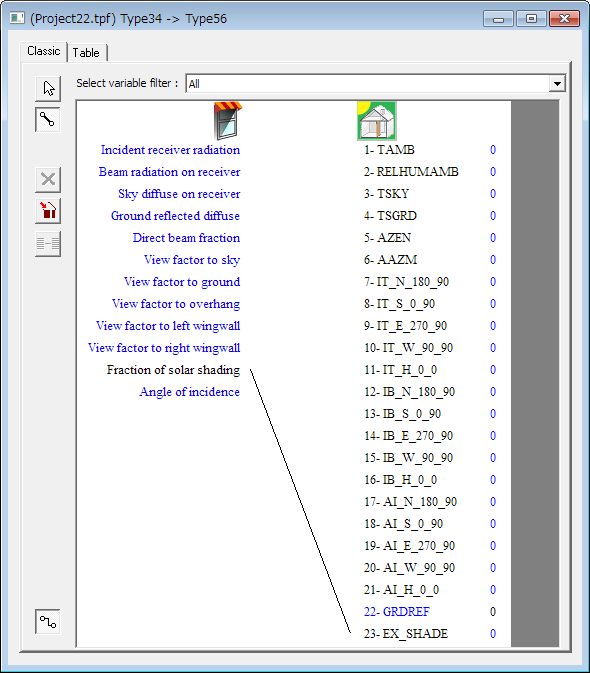 (Project22.tpf) Type34 -> Type56
Classic Table
Select variable filter : All
Incident receiver radiation 1- TAMB 0
Beam radiation on receiver 2- RELHUMAMB 0
Sky diffuse on receiver 3- TSKY 0
Ground reflected diffuse 4- TSGRD 0
Direct beam fraction 5- AZEN 0
View factor to sky 6- AAZM 0
View factor to ground 7- IT_N_180_90 0
View factor to overhang 8- IT_S_0_90 0
View factor to left wingwall 9- IT_E_270_90 0
View factor to right wingwall 10- IT_W_90_90 0
Fraction of solar shading 11- IT_H_0_0 0
Angle of incidence 12- IB_N_180_90 0
13- IB_S_0_90 0
14- IB_E_270_90 0
15- IB_W_90_90 0
16- IB_H_0_0 0
17- AI_N_180_90 0
18- AI_S_0_90 0
19- AI_E_270_90 0
20- AI_W_90_90 0
21- AI_H_0_0 0
22- GRDREF 0
23- EX_SHADE 0